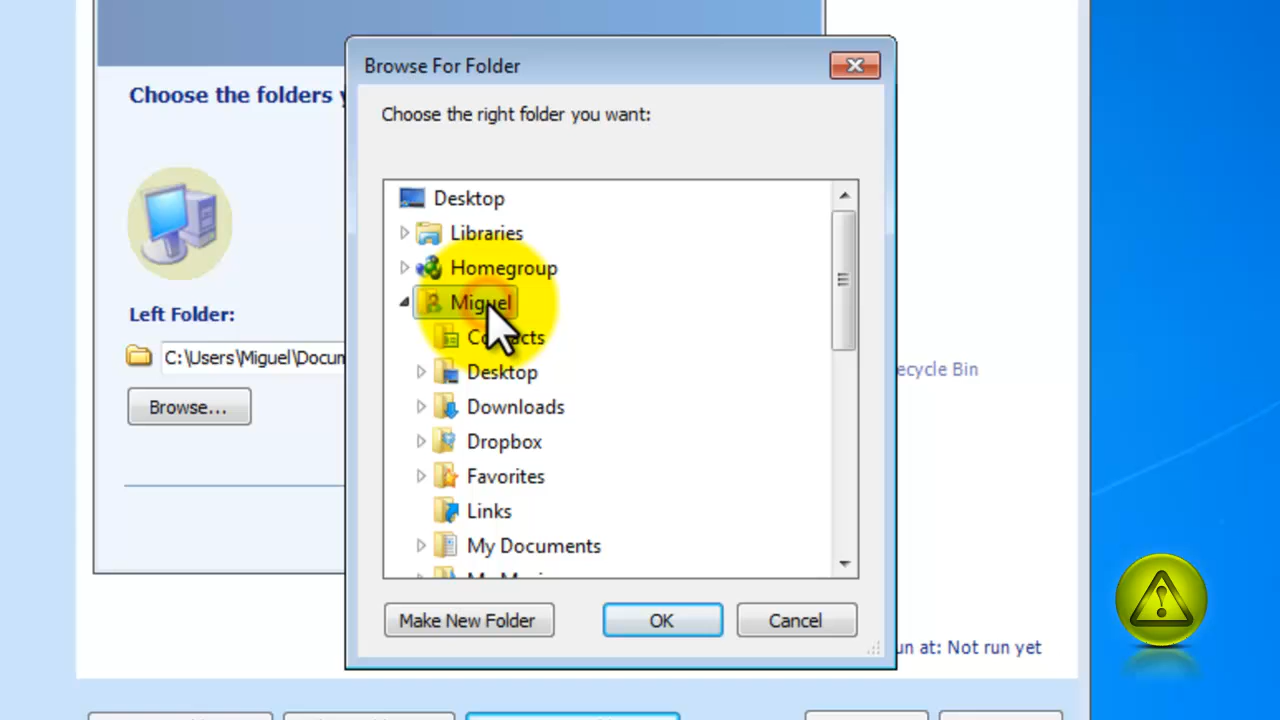 Browse For Folder
Choose the folders
Choose the right folder you want:
Desktop
Libraries
Homegroup
Miguel
Desktop
Downloads
Dropbox
Favorites
Links
My Documents
Left Folder:
C:\Users\Miguel\Docum
Browse...
ecycle Bin
Make New Folder
OK
Cancel
un at: Not run yet